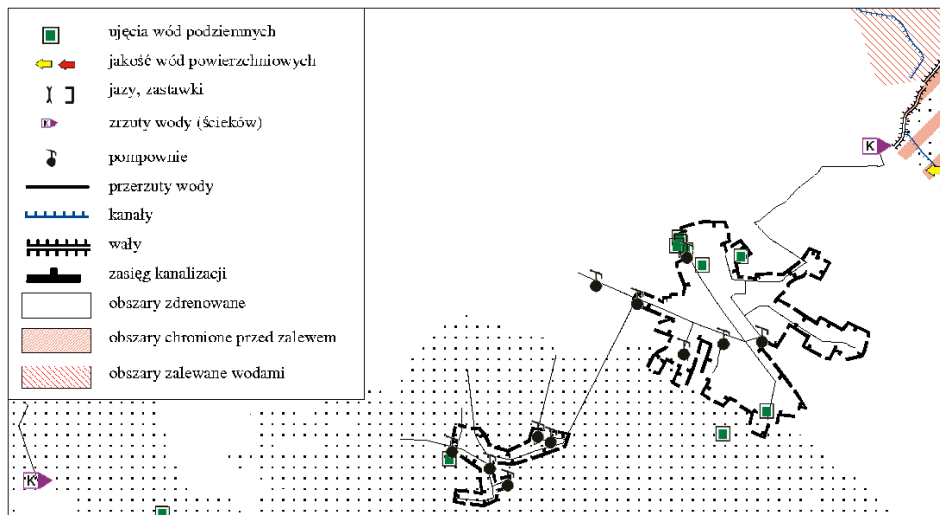 ujęcia wód podziemnych
jakość wód powierzchniowych
jazy, zastawki
K
zrzuty wody (ścieków)
pompownie
przerzuty wody
kanały
wały
zasięg kanalizacji
obszary zdrenowane
obszary chronione przed zalewem
obszary zalewane wodami
K
K